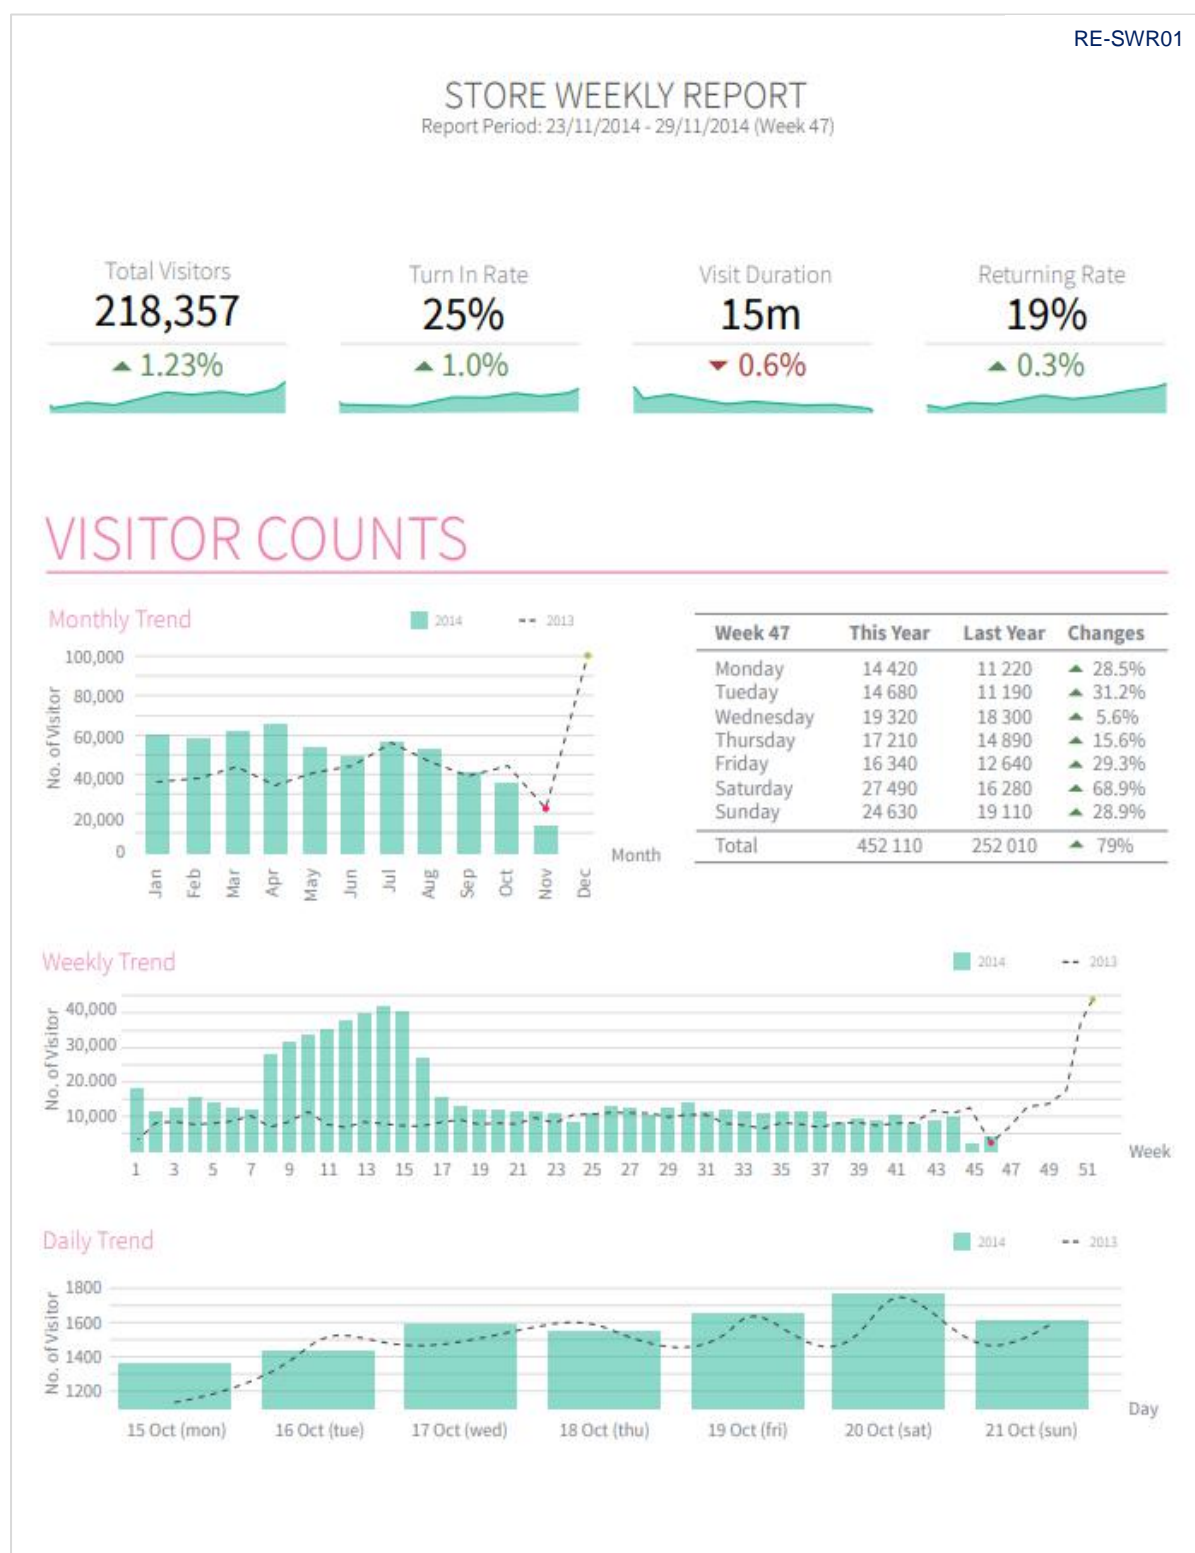 RE-SWR01
STORE WEEKLY REPORT
Report Period: 23/11/2014 - 29/11/2014 (Week 47)
Total Visitors
218,357
1.23%
Turn In Rate
25%
1.0%
Visit Duration
15m
0.6%
Returning Rate
19%
0.3%
VISITOR COUNTS
Monthly Trend
2014
2013
No. of Visitor
100,000
80,000
60,000
40,000
20,000
0
Jan Feb Mar Apr May Jun Jul Aug Sep Oct Nov Dec
Month
Week 47 This Year Last Year Changes
Monday 14 420 11 220 28.5%
Tueday 14 680 11 190 31.2%
Wednesday 19 320 18 300 5.6%
Thursday 17 210 14 890 15.6%
Friday 16 340 12 640 29.3%
Saturday 27 490 16 280 68.9%
Sunday 24 630 19 110 28.9%
Total 452 110 252 010 79%
Weekly Trend
2014
2013
No. of Visitor
40,000
30,000
20.000
10,000
1 3 5 7 9 11 13 15 17 19 21 23 25 27 29 31 33 35 37 39 41 43 45 47 49 51
Week
Daily Trend
2014
2013
No. of Visitor
1800
1600
1400
1200
15 Oct (mon) 16 Oct (tue) 17 Oct (wed) 18 Oct (thu) 19 Oct (fri) 20 Oct (sat) 21 Oct (sun)
Day